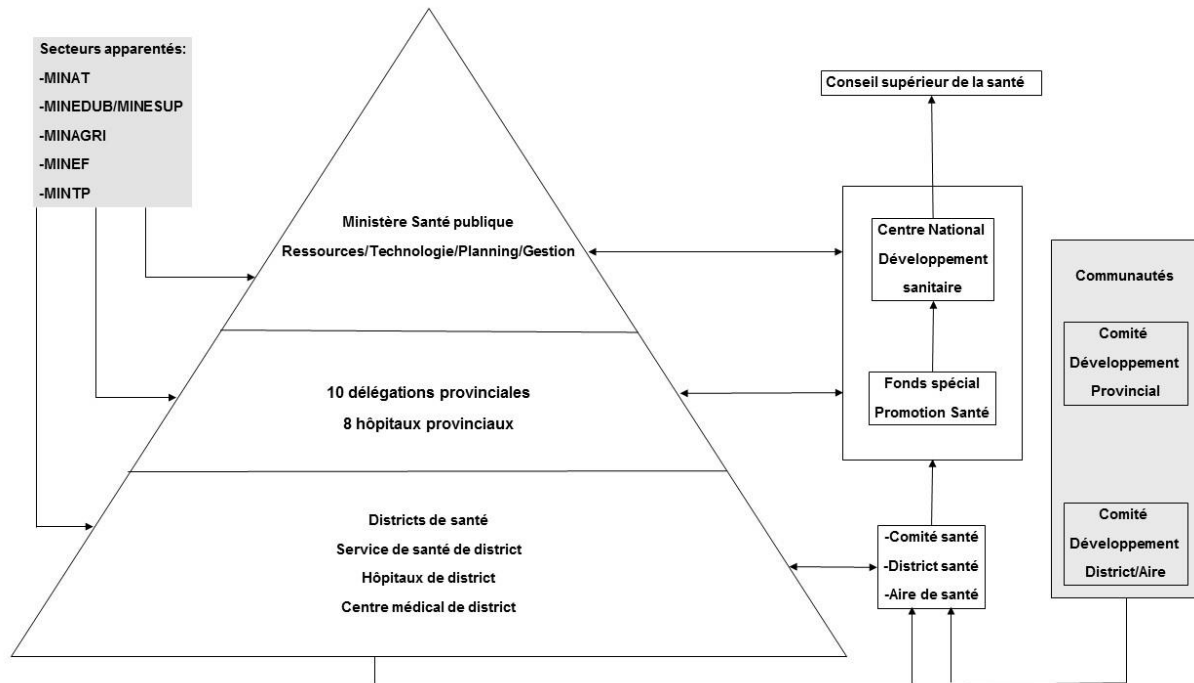 Secteurs apparentés:
-MINAT
-MINEDUB/MINESUP
-MINAGRI
-MINEF
-MINTP
Ministère Santé publique
Ressources/Technologie/Planning/Gestion
10 délégations provinciales
8 hôpitaux provinciaux
Districts de santé
Service de santé de district
Hôpitaux de district
Centre médical de district
Conseil supérieur de la santé
Centre National
Développement
sanitaire
Fonds spécial
Promotion Santé
-Comité santé
-District santé
-Aire de santé
Communautés
Comité
Développement
Provincial
Comité
Développement
District/Aire